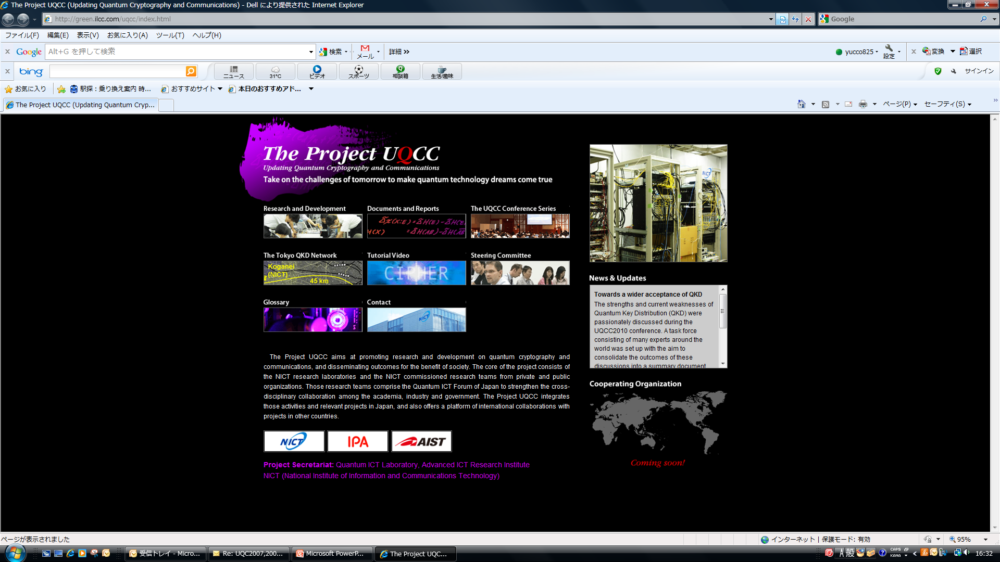 The Project UQCC (Updating Quantum Cryptography and Communications) - Dell により提供された Internet Explorer
http://green.ilcc.com/uqcc/index.html
Google
ファイル(F) 編集(E) 表示(V) お気に入り(A) ツール(T) ヘルプ(H)
x Google Alt+G を押して検索 検索 メール 詳細 >> yucco825 設定 x 変換 選択
x bing ニュース 31°C ビデオ スポーツ 相談箱 生活/趣味 サインイン
お気に入り 駅探:乗り換え案内 時... おすすめサイト 本日のおすすめアド...
The Project UQCC (Updating Quantum Cryp... ページ(P) セーフティ(S) >>
The Project UQCC
Updating Quantum Cryptography and Communications
Take on the challenges of tomorrow to make quantum technology dreams come true
NICT
Research and Development Documents and Reports The UQCC Conference Series
The Tokyo QKD Network Tutorial Video Steering Committee
Koganei
(NICT)
45 km
CIPHER
Glossary Contact
NICT
The Project UQCC aims at promoting research and development on quantum cryptography and
communications, and disseminating outcomes for the benefit of society. The core of the project consists of
the NICT research laboratories and the NICT commissioned research teams from private and public
organizations. Those research teams comprise the Quantum ICT Forum of Japan to strengthen the cross-
disciplinary collaboration among the academia, industry and government. The Project UQCC integrates
those activities and relevant projects in Japan, and also offers a platform of international collaborations with
projects in other countries.
NICT IPA AIST
Project Secretariat: Quantum ICT Laboratory, Advanced ICT Research Institute
NICT (National Institute of Information and Communications Technology)
News & Updates
Towards a wider acceptance of QKD
The strengths and current weaknesses of
Quantum Key Distribution (QKD) were
passionately discussed during the
UQCC2010 conference. A task force
consisting of many experts around the
world was set up with the aim to
consolidate the outcomes of these
discussions into a summary document
Cooperating Organization
Coming soon!
ページが表示されました インターネット | 保護モード: 有効 95%
受信トレイ - Micro... Re: UQC2007,200... Microsoft PowerP... The Project UQC... A 般 CAPS KANA 16:32